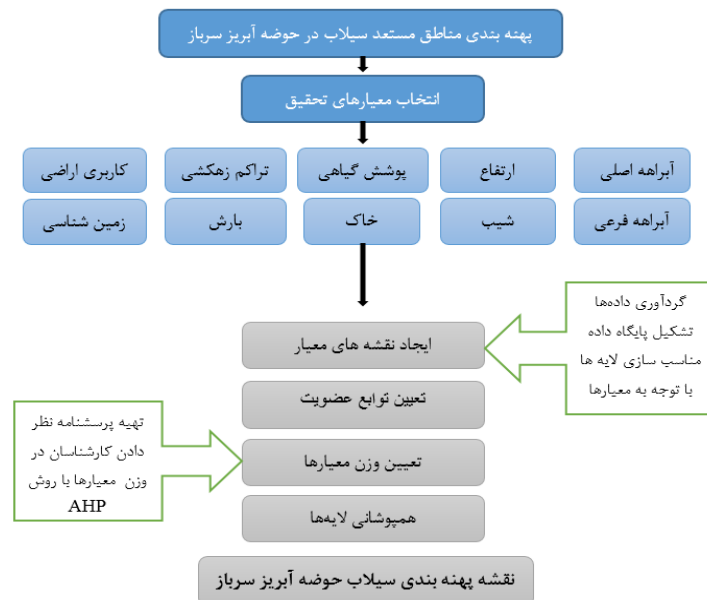 پهنه بندی مناطق مستعد سیلاب در حوضه آبریز سرباز
انتخاب معیارهای تحقیق
آبراهه اصلی
ارتفاع
پوشش گیاهی
تراکم زهکشی
کاربری اراضی
آبراهه فرعی
شیب
خاک
بارش
زمین شناسی
گردآوری داده‌ها
تشکیل پایگاه داده
مناسب سازی لایه ها
با توجه به معیارها
ایجاد نقشه های معیار
تعیین توابع عضویت
تهیه پرسشنامه نظر
دادن کارشناسان در
وزن معیارها با روش
AHP
تعیین وزن معیارها
همپوشانی لایه‌ها
نقشه پهنه بندی سیلاب حوضه آبریز سرباز